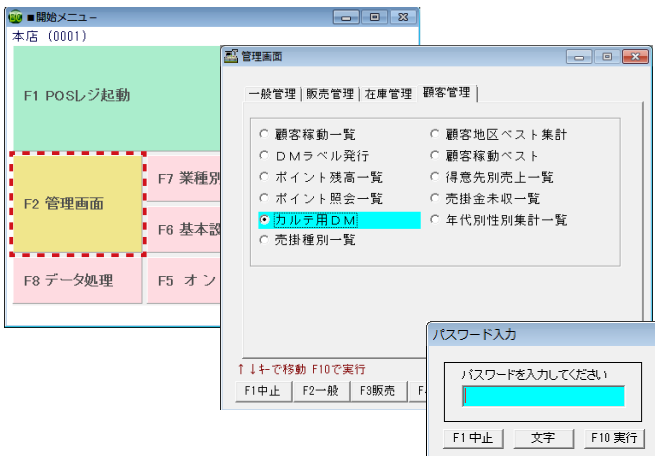 ■開始メニュー
本店 (0001)
F1 POSレジ起動
F2 管理画面
F7 業種別
F6 基本設
F8 データ処理
F5 オン
管理画面
一般管理
販売管理
在庫管理
顧客管理
顧客稼動一覧
顧客地区ベスト集計
DMラベル発行
顧客稼動ベスト
ポイント残高一覧
得意先別売上一覧
ポイント照会一覧
売掛金未収一覧
カルテ用DM
年代別性別集計一覧
売掛種別一覧
↑↓キーで移動 F10で実行
F1中止
F2一般
F3販売
パスワード入力
パスワードを入力してください
F1 中止
文字
F10 実行